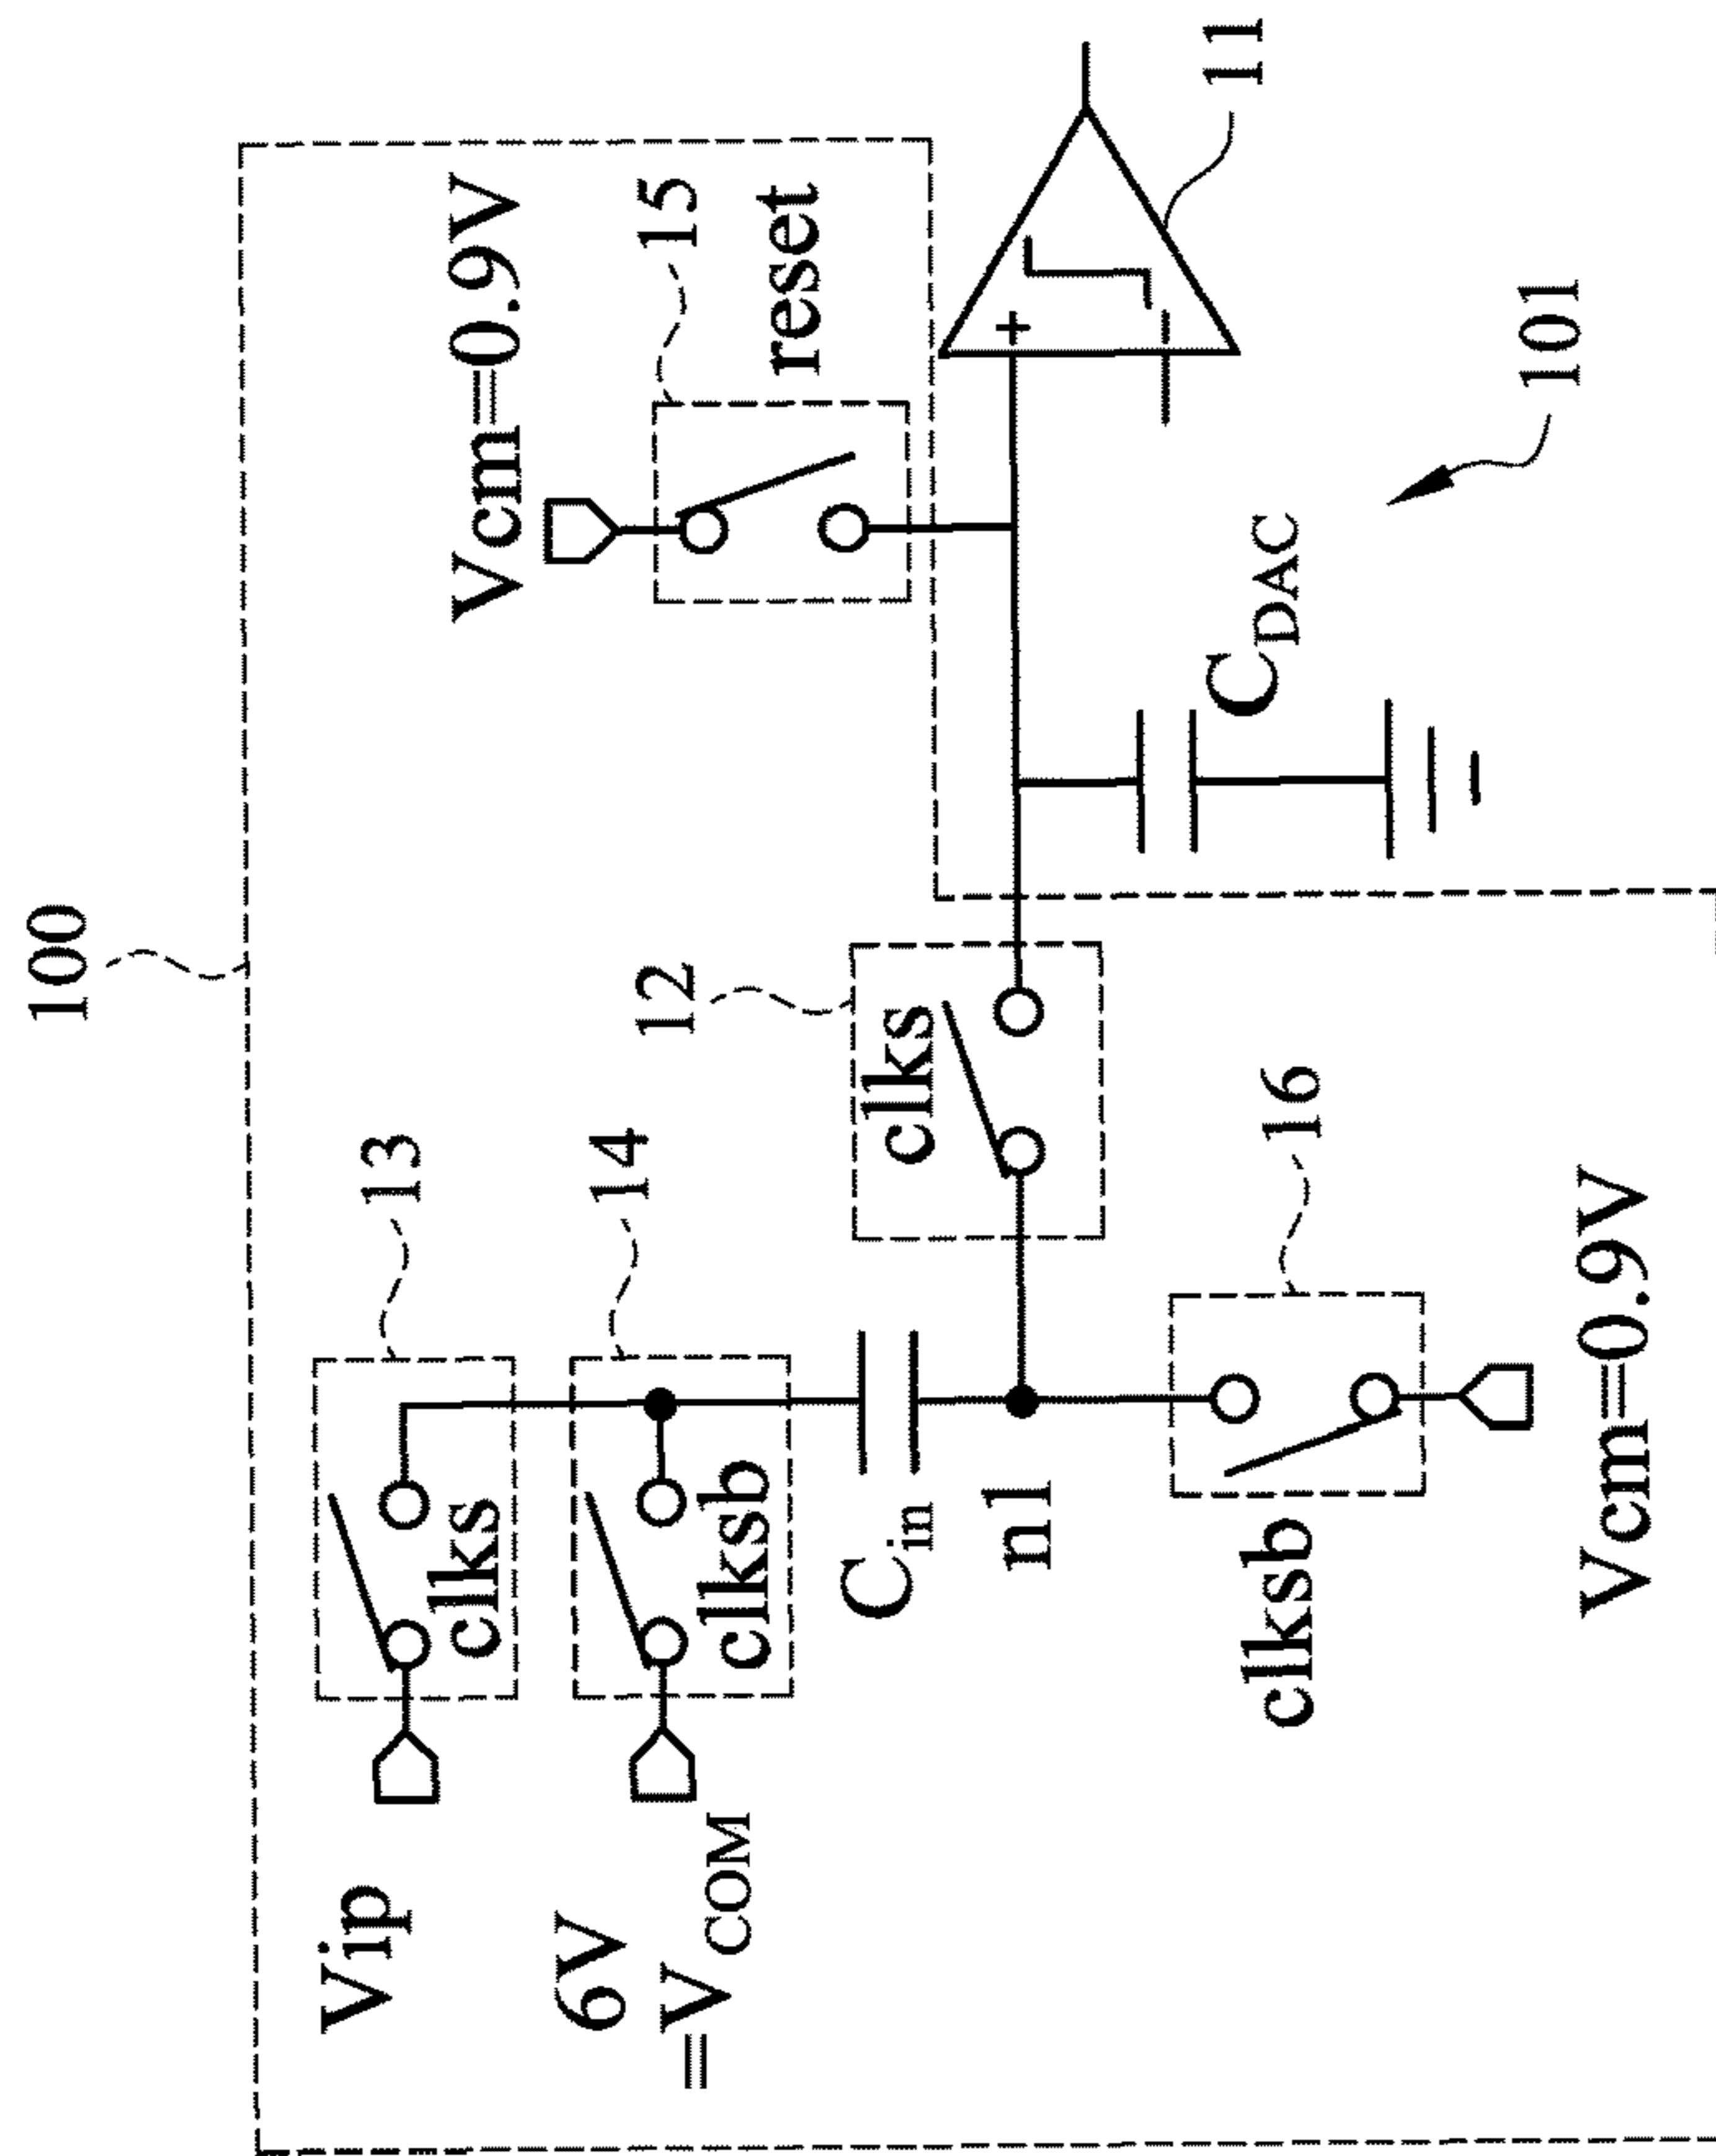 100
Vcm=0.9V
15
reset
11
12
clks
C_DAC
101
13
clks
Vip
14
clksb
6V
=V_COM
C_in
n1
+
−
16
clksb
Vcm=0.9V